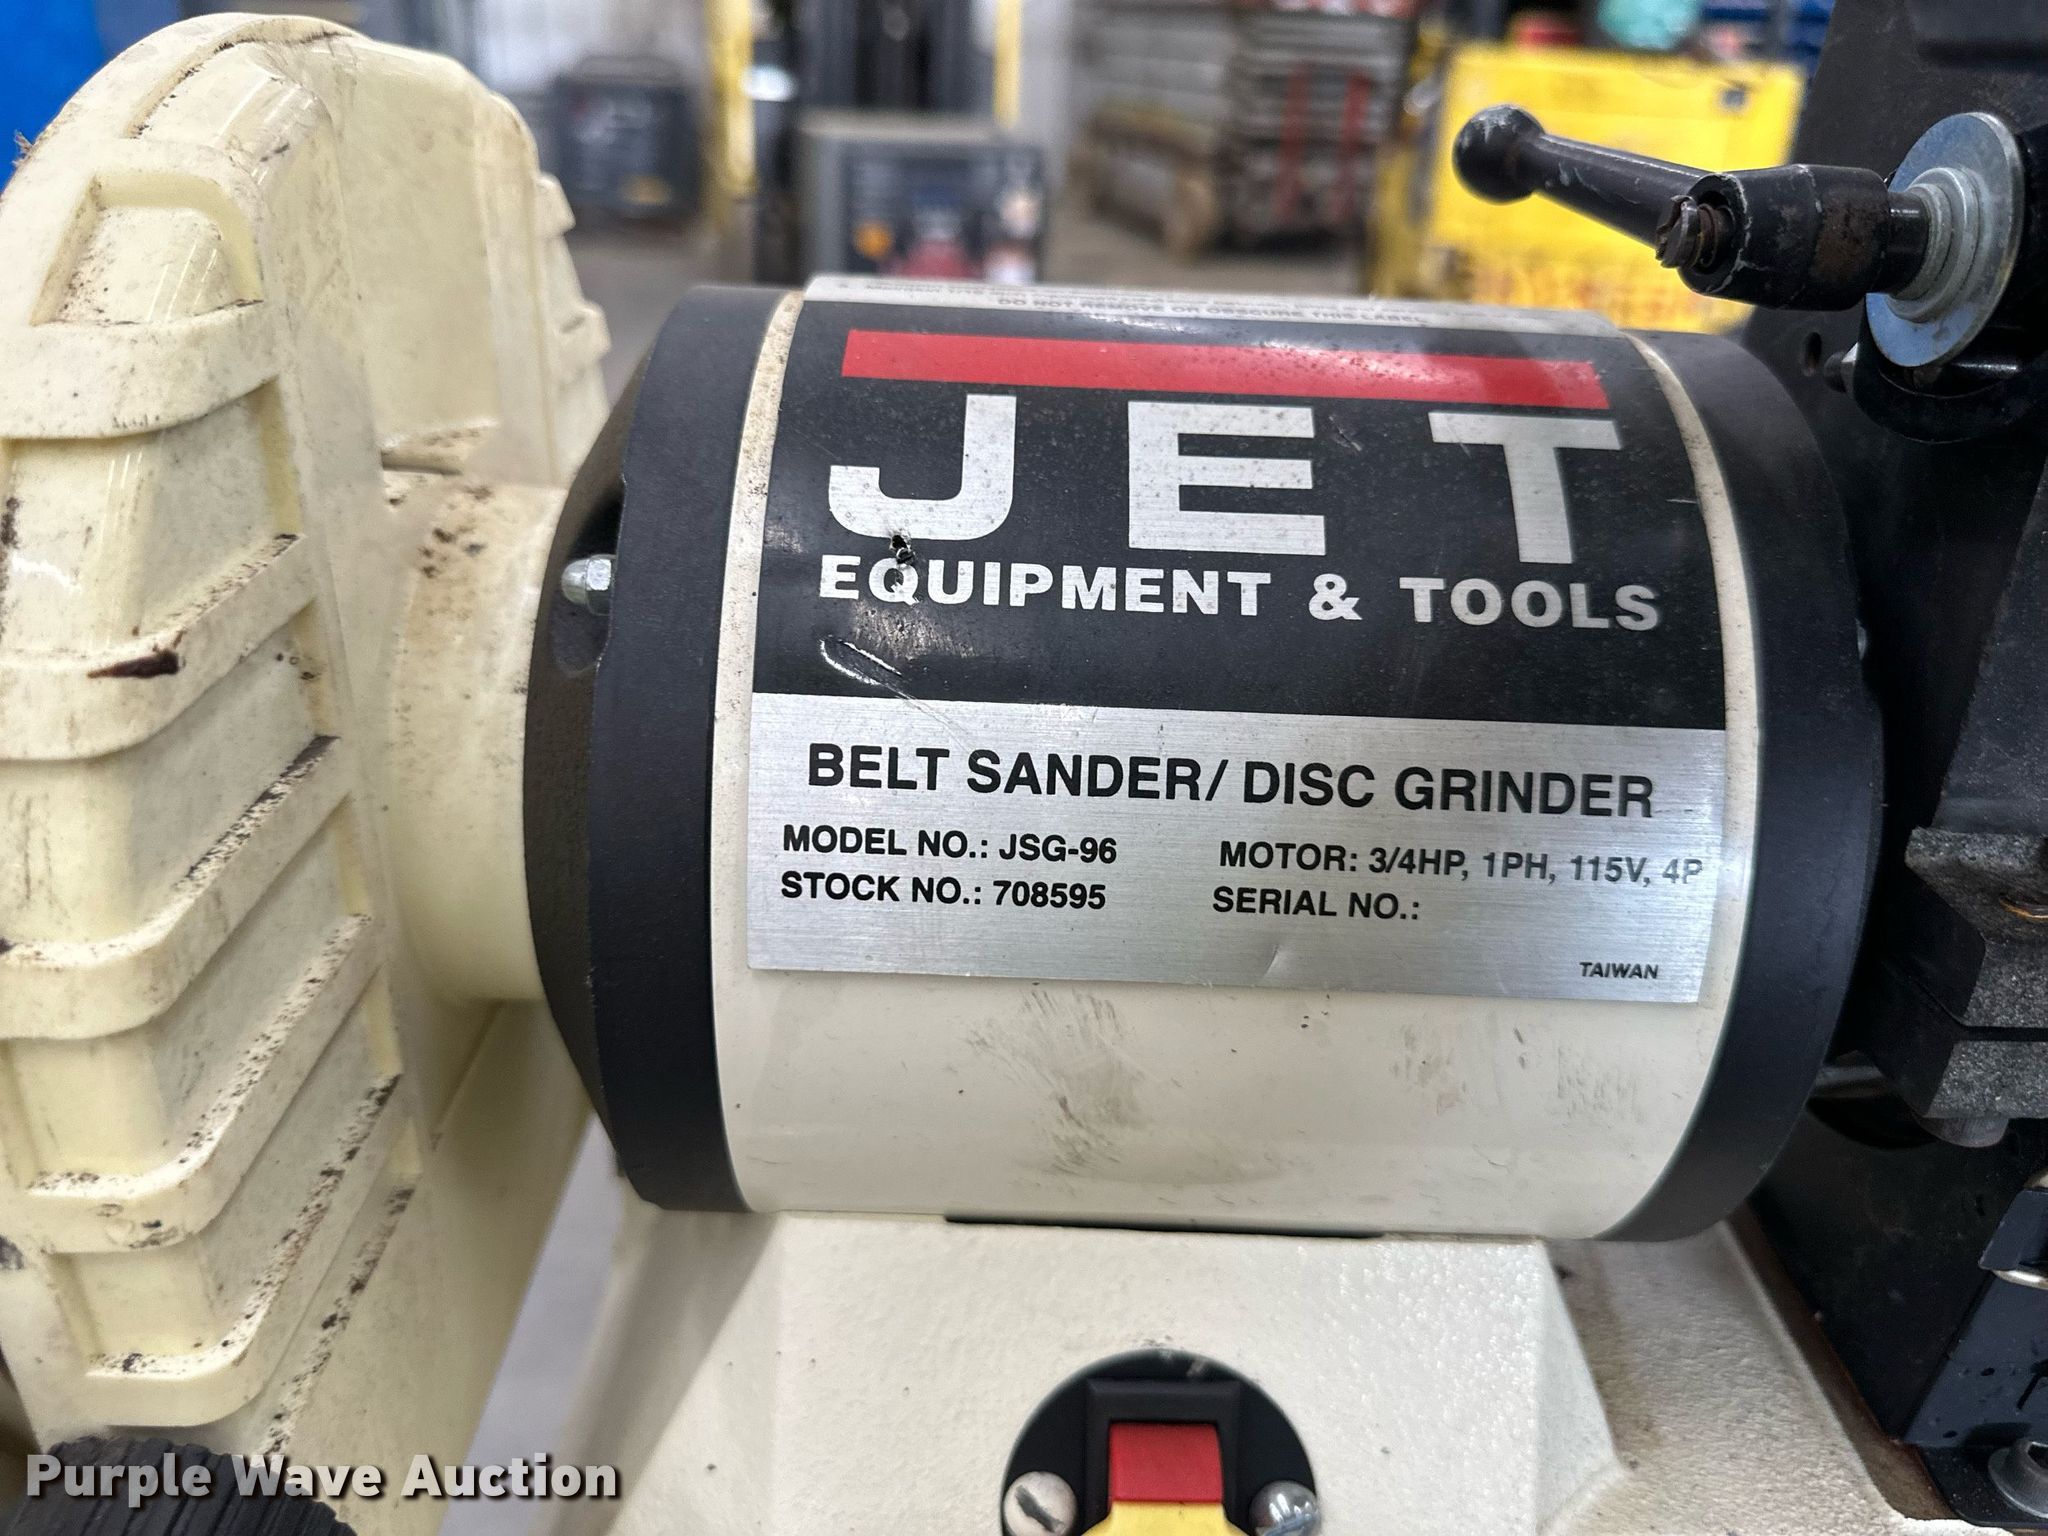 DO NOT REMOVE OR OBSCURE THIS LABEL
JET
EQUIPMENT & TOOLS
BELT SANDER/ DISC GRINDER
MODEL NO.: JSG-96 MOTOR: 3/4HP, 1PH, 115V, 4P
STOCK NO.: 708595 SERIAL NO.:
TAIWAN
Purple Wave Auction